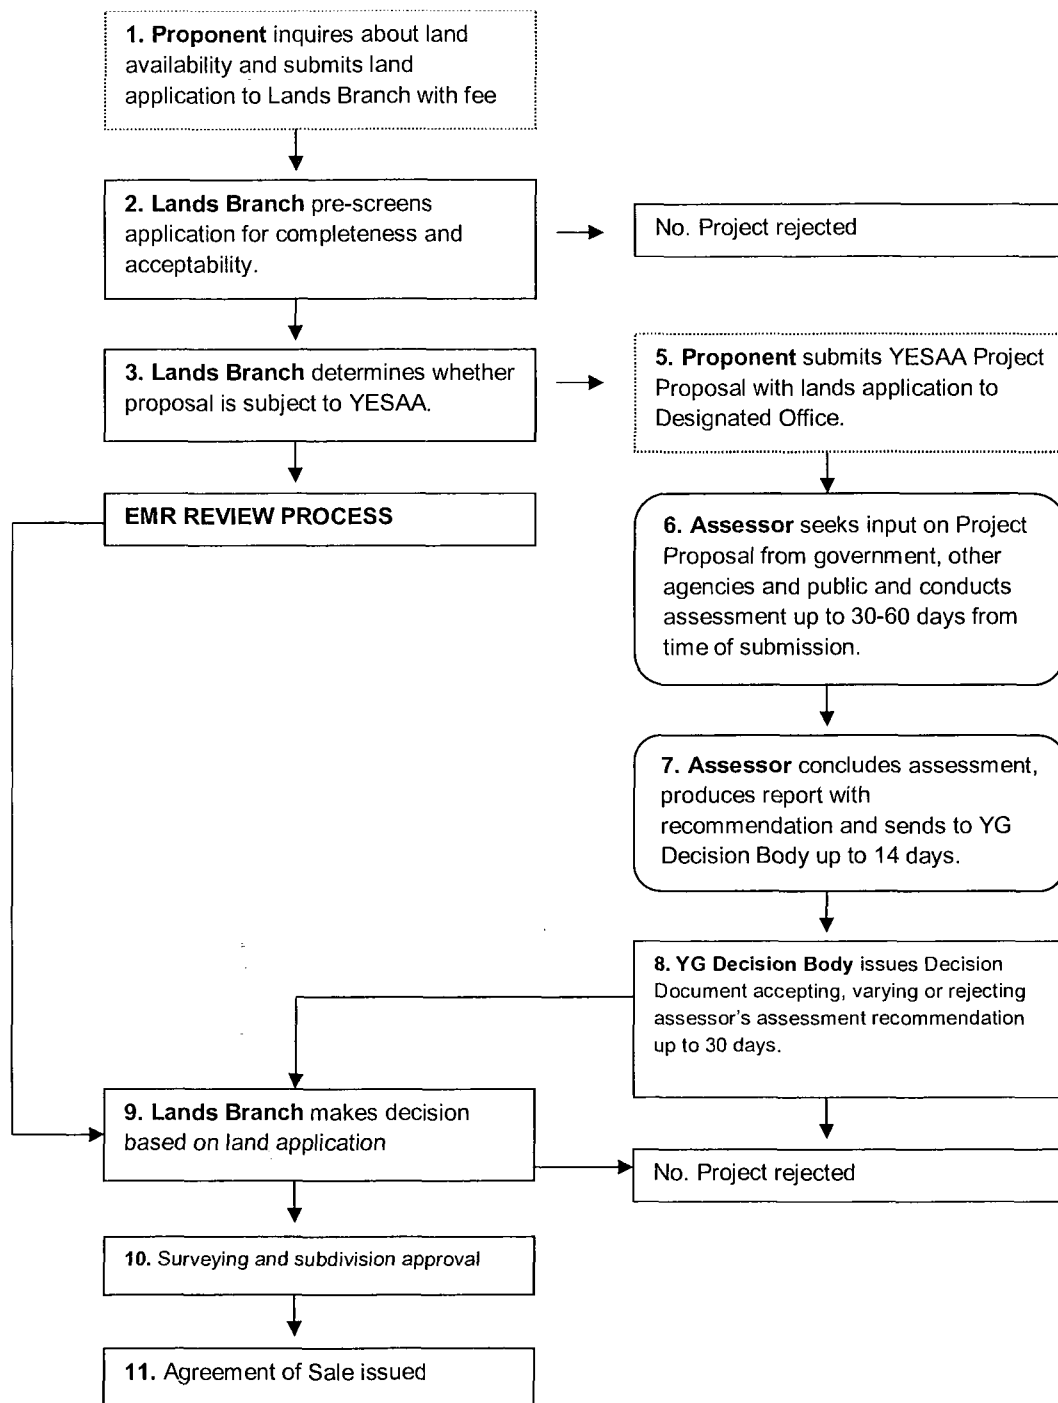 1. Proponent inquires about land
availability and submits land
application to Lands Branch with fee
2. Lands Branch pre-screens
application for completeness and
acceptability.
No. Project rejected
3. Lands Branch determines whether
proposal is subject to YESAA.
5. Proponent submits YESAA Project
Proposal with lands application to
Designated Office.
EMR REVIEW PROCESS
6. Assessor seeks input on Project
Proposal from government, other
agencies and public and conducts
assessment up to 30-60 days from
time of submission.
7. Assessor concludes assessment,
produces report with
recommendation and sends to YG
Decision Body up to 14 days.
8. YG Decision Body issues Decision
Document accepting, varying or rejecting
assessor's assessment recommendation
up to 30 days.
9. Lands Branch makes decision
based on land application
No. Project rejected
10. Surveying and subdivision approval
11. Agreement of Sale issued